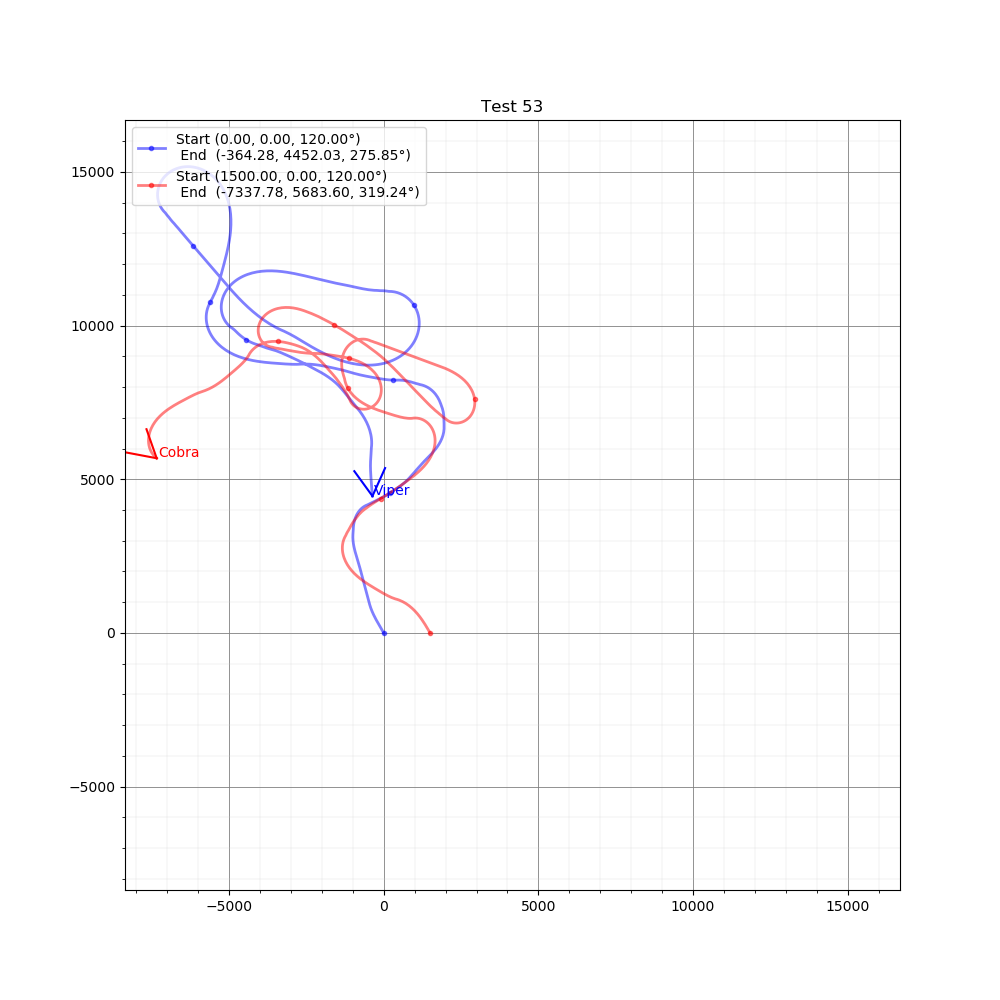 Test 53
Start (0.00, 0.00, 120.00°)
End  (-364.28, 4452.03, 275.85°)
Start (1500.00, 0.00, 120.00°)
End  (-7337.78, 5683.60, 319.24°)
15000
10000
5000
0
−5000
Cobra
Viper
−5000 0 5000 10000 15000